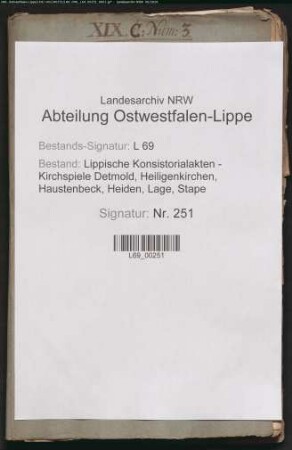 XIX. C. Num: 3
Landesarchiv NRW
Abteilung Ostwestfalen-Lippe
Bestands-Signatur: L 69
Bestand: Lippische Konsistorialakten -
Kirchspiele Detmold, Heiligenkirchen,
Haustenbeck, Heiden, Lage, Stape
Signatur: Nr. 251
L69_00251